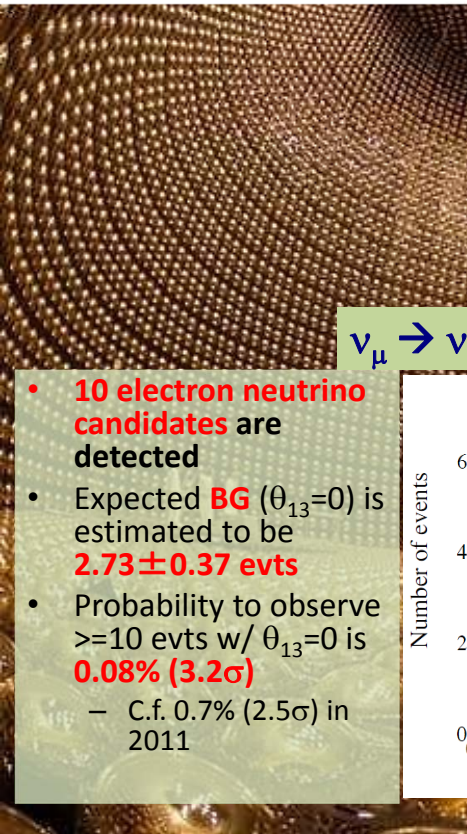 ν_μ → ν
• 10 electron neutrino
candidates are
detected
• Expected BG (θ₁₃=0) is
estimated to be
2.73±0.37 evts
• Probability to observe
>=10 evts w/ θ₁₃=0 is
0.08% (3.2σ)
– C.f. 0.7% (2.5σ) in
2011
Number of events
6
4
2
0